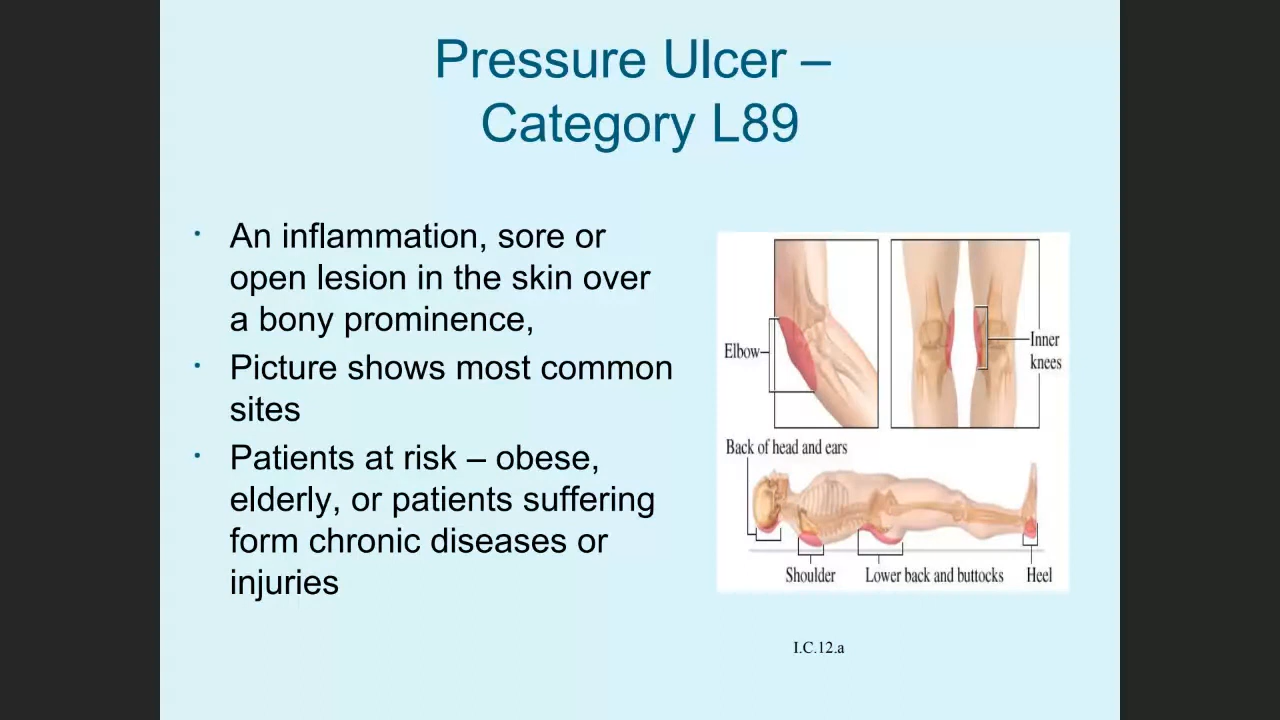 Pressure Ulcer –
Category L89
• An inflammation, sore or
open lesion in the skin over
a bony prominence,
• Picture shows most common
sites
• Patients at risk – obese,
elderly, or patients suffering
form chronic diseases or
injuries
Elbow
Inner
knees
Back of head and ears
Shoulder
Lower back and buttocks
Heel
I.C.12.a